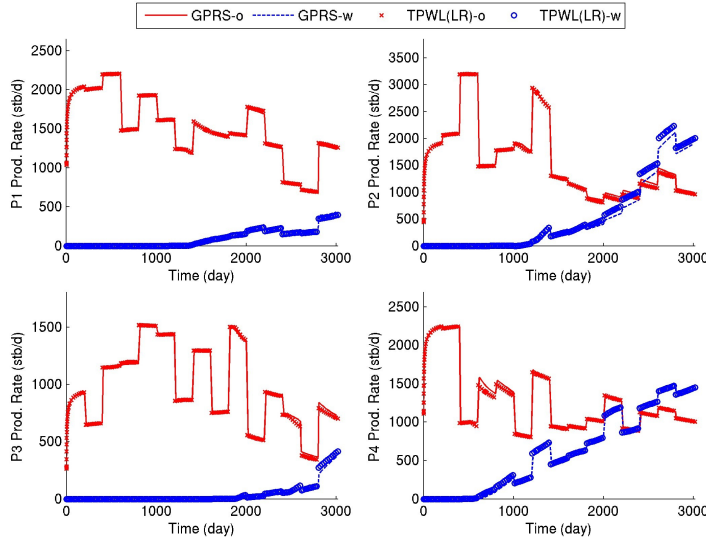 GPRS-o GPRS-w TPWL(LR)-o TPWL(LR)-w
P1 Prod. Rate (stb/d)
2500
2000
1500
1000
500
0
0 1000 2000 3000
Time (day)
P2 Prod. Rate (stb/d)
3500
3000
2500
2000
1500
1000
500
0
0 1000 2000 3000
Time (day)
P3 Prod. Rate (stb/d)
1500
1000
500
0
0 1000 2000 3000
Time (day)
P4 Prod. Rate (stb/d)
2500
2000
1500
1000
500
0
0 1000 2000 3000
Time (day)